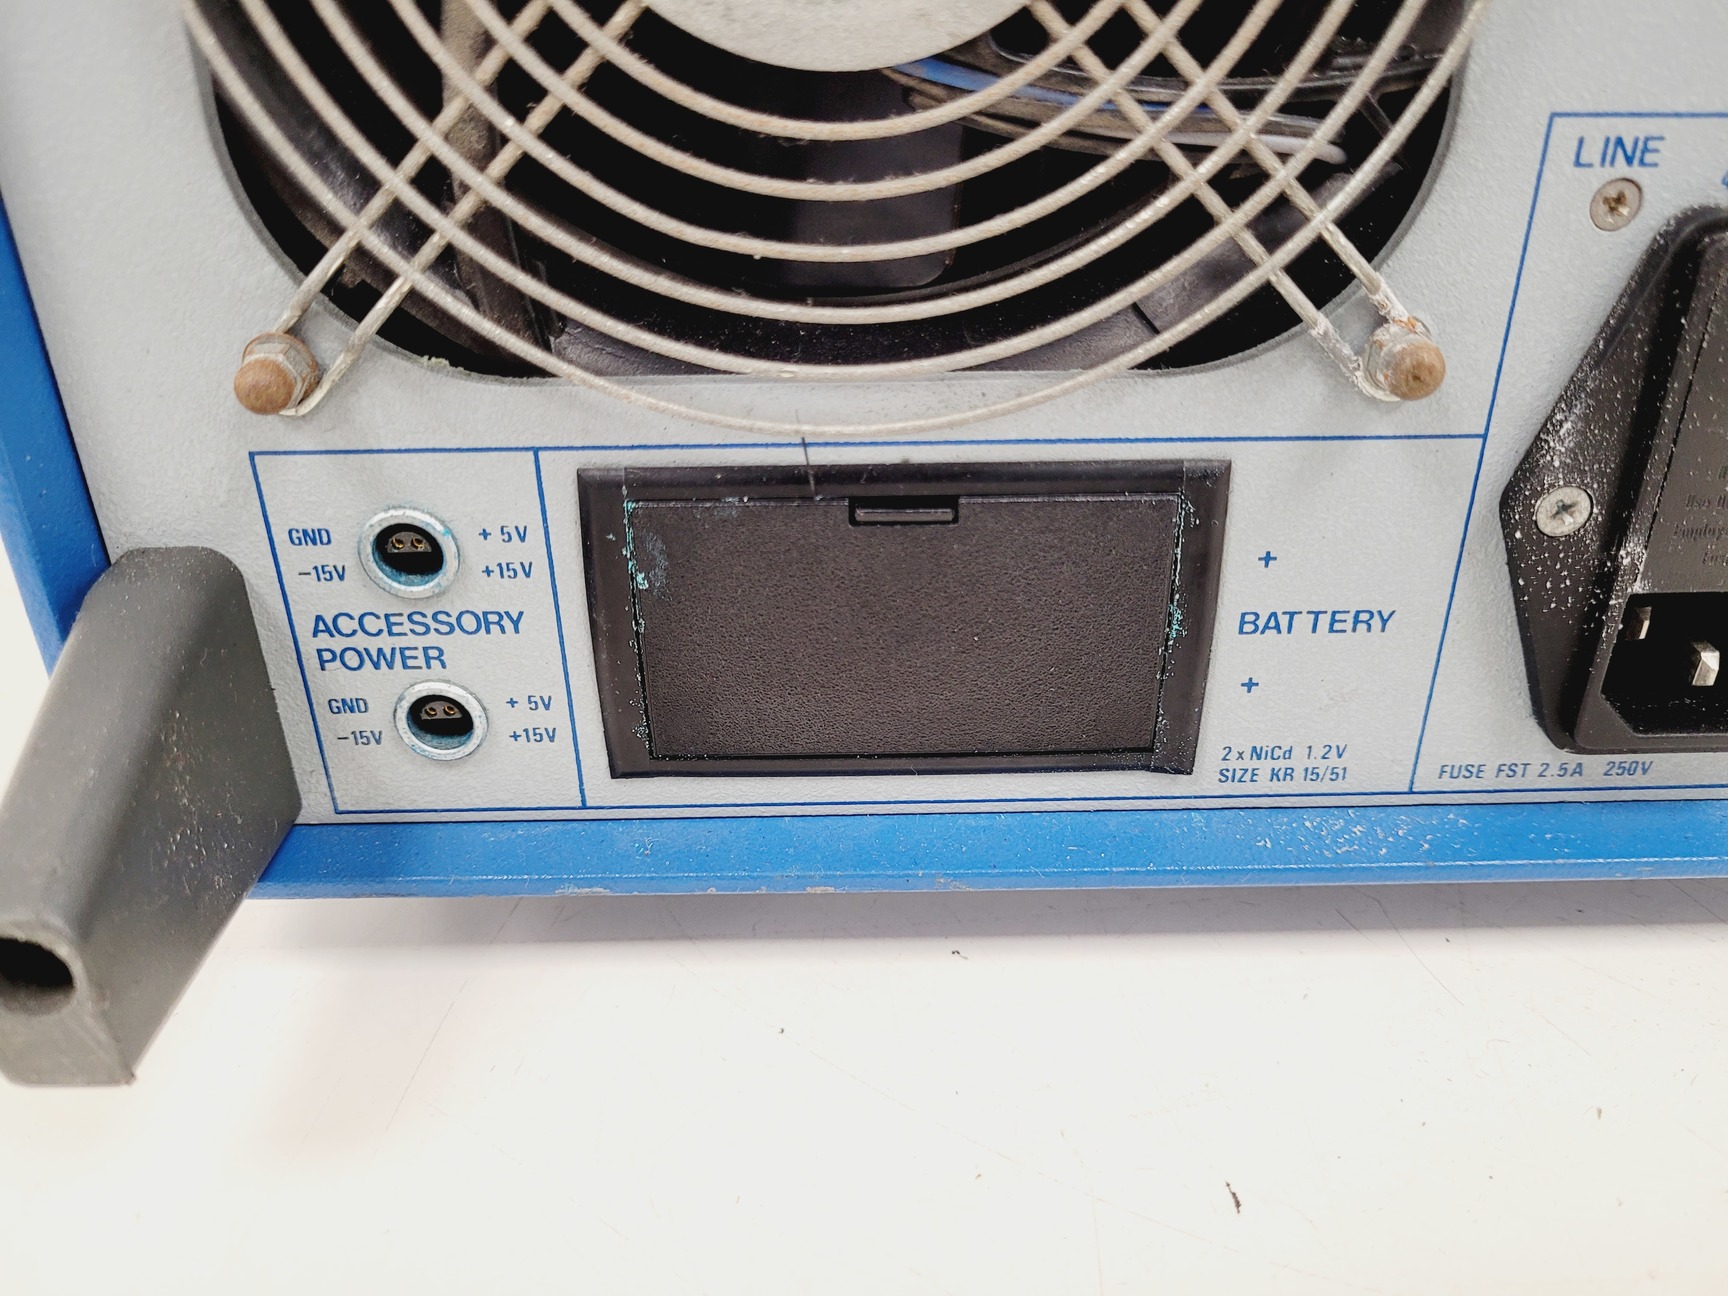 LINE
GND + 5V
–15V +15V
ACCESSORY
POWER
GND + 5V
–15V +15V
+
BATTERY
+
2 x NiCd 1.2V
SIZE KR 15/51
FUSE FST 2.5A 250V